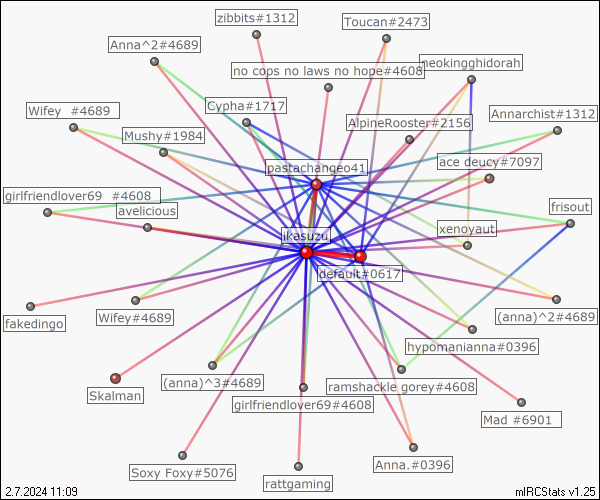 zibbits#1312
Toucan#2473
Anna^2#4689
neokingghidorah
no cops no laws no hope#4608
Wifey #4689
Cypha#1717
Annarchist#1312
AlpineRooster#2156
Mushy#1984
ace deucy#7097
pastachangeo41
girlfriendlover69 #4608
avelicious
frisout
xenoyaut
ikasuzu
default#0617
fakedingo
Wifey#4689
(anna)^2#4689
hypomanianna#0396
(anna)^3#4689
ramshackle gorey#4608
Skalman
girlfriendlover69#4608
Mad #6901
Anna.#0396
Soxy Foxy#5076
rattgaming
2.7.2024 11:09
mIRCStats v1.25